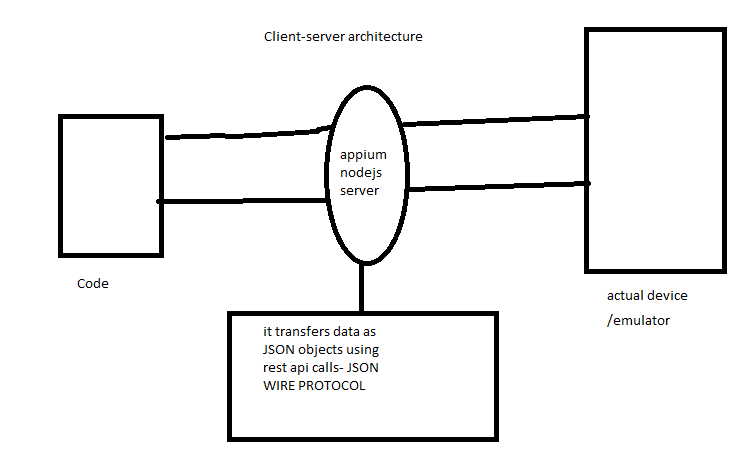 Client-server architecture
appium
nodejs
server
Code
actual device
/emulator
it transfers data as
JSON objects using
rest api calls- JSON
WIRE PROTOCOL